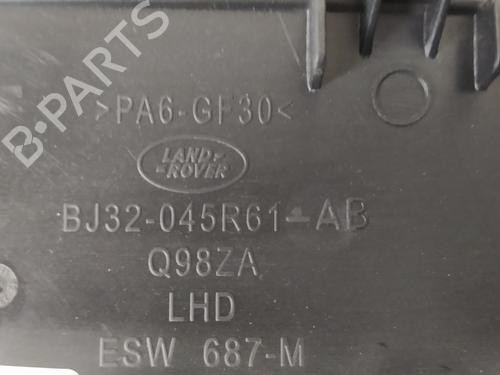 >PA6-GF30<
LAND-
-ROVER
BJ32-045R61-AB
Q98ZA
LHD
ESW 687-M
B-PARTS